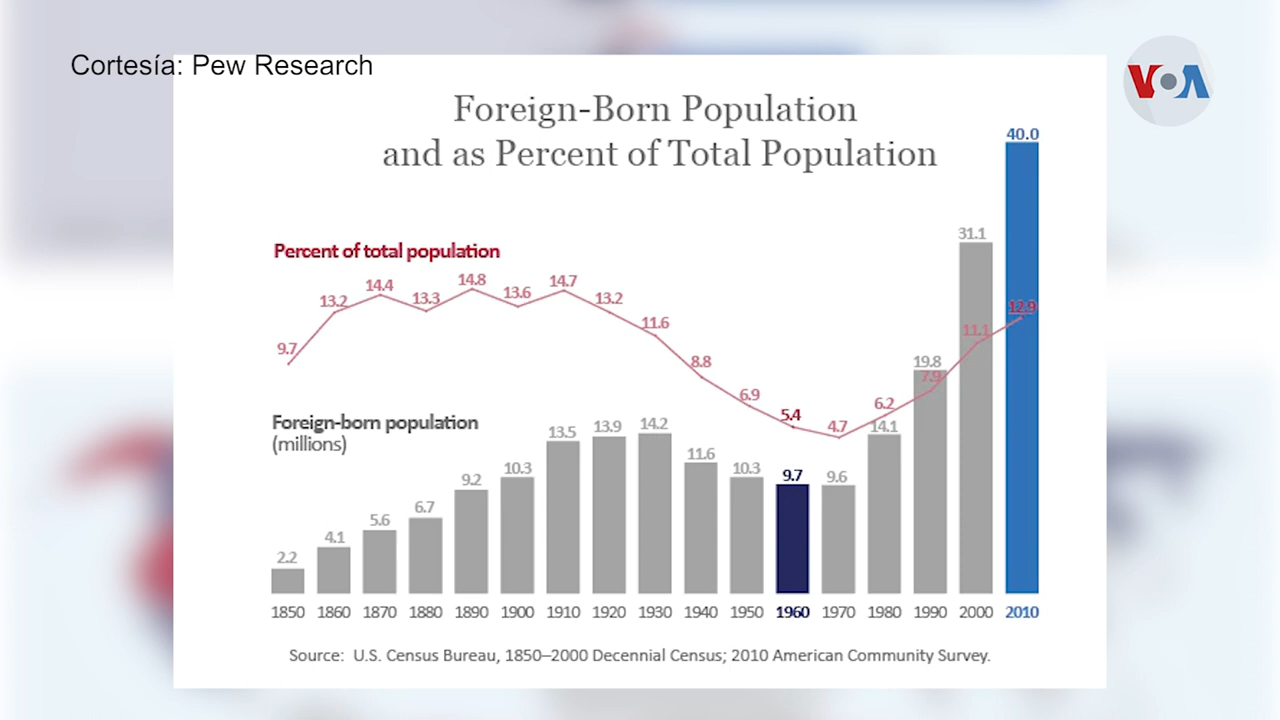 Cortesía: Pew Research
VOA
Foreign-Born Population
and as Percent of Total Population
40.0
31.1
Percent of total population
9.7 13.2 14.4 13.3 14.8 13.6 14.7 13.2 11.6 8.8 6.9 5.4 4.7 6.2 7.9 11.1 12.9
Foreign-born population
(millions)
2.2 4.1 5.6 6.7 9.2 10.3 13.5 13.9 14.2 11.6 10.3 9.7 9.6 14.1 19.8
1850 1860 1870 1880 1890 1900 1910 1920 1930 1940 1950 1960 1970 1980 1990 2000 2010
Source: U.S. Census Bureau, 1850–2000 Decennial Census; 2010 American Community Survey.